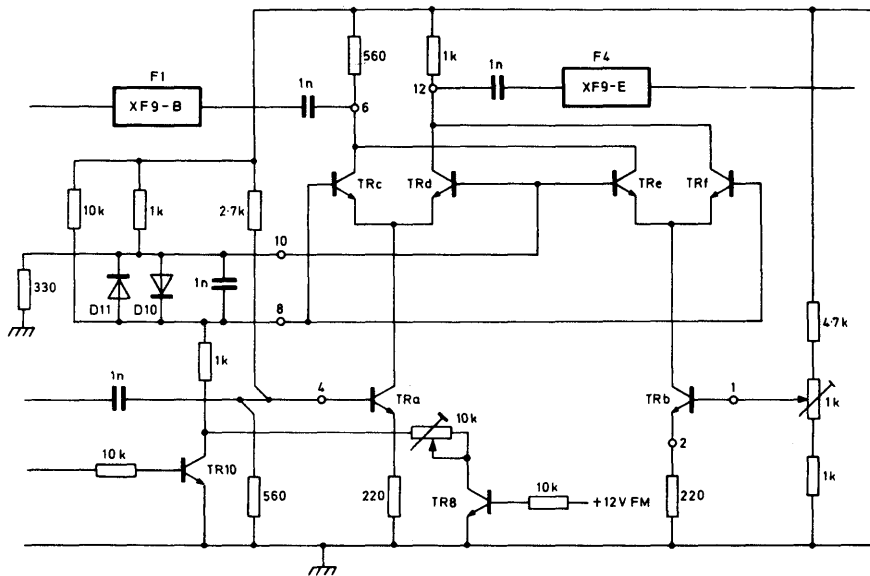 F1
XF9-B
1n
6
560
1k
12
1n
F4
XF9-E
TRc
TRd
TRe
TRf
10k
1k
2·7k
10
330
D11
D10
1n
8
1k
4·7k
1n
4
TRa
TRb
1
1k
10k
2
10k
TR10
560
220
TR8
10k
+12V FM
220
1k